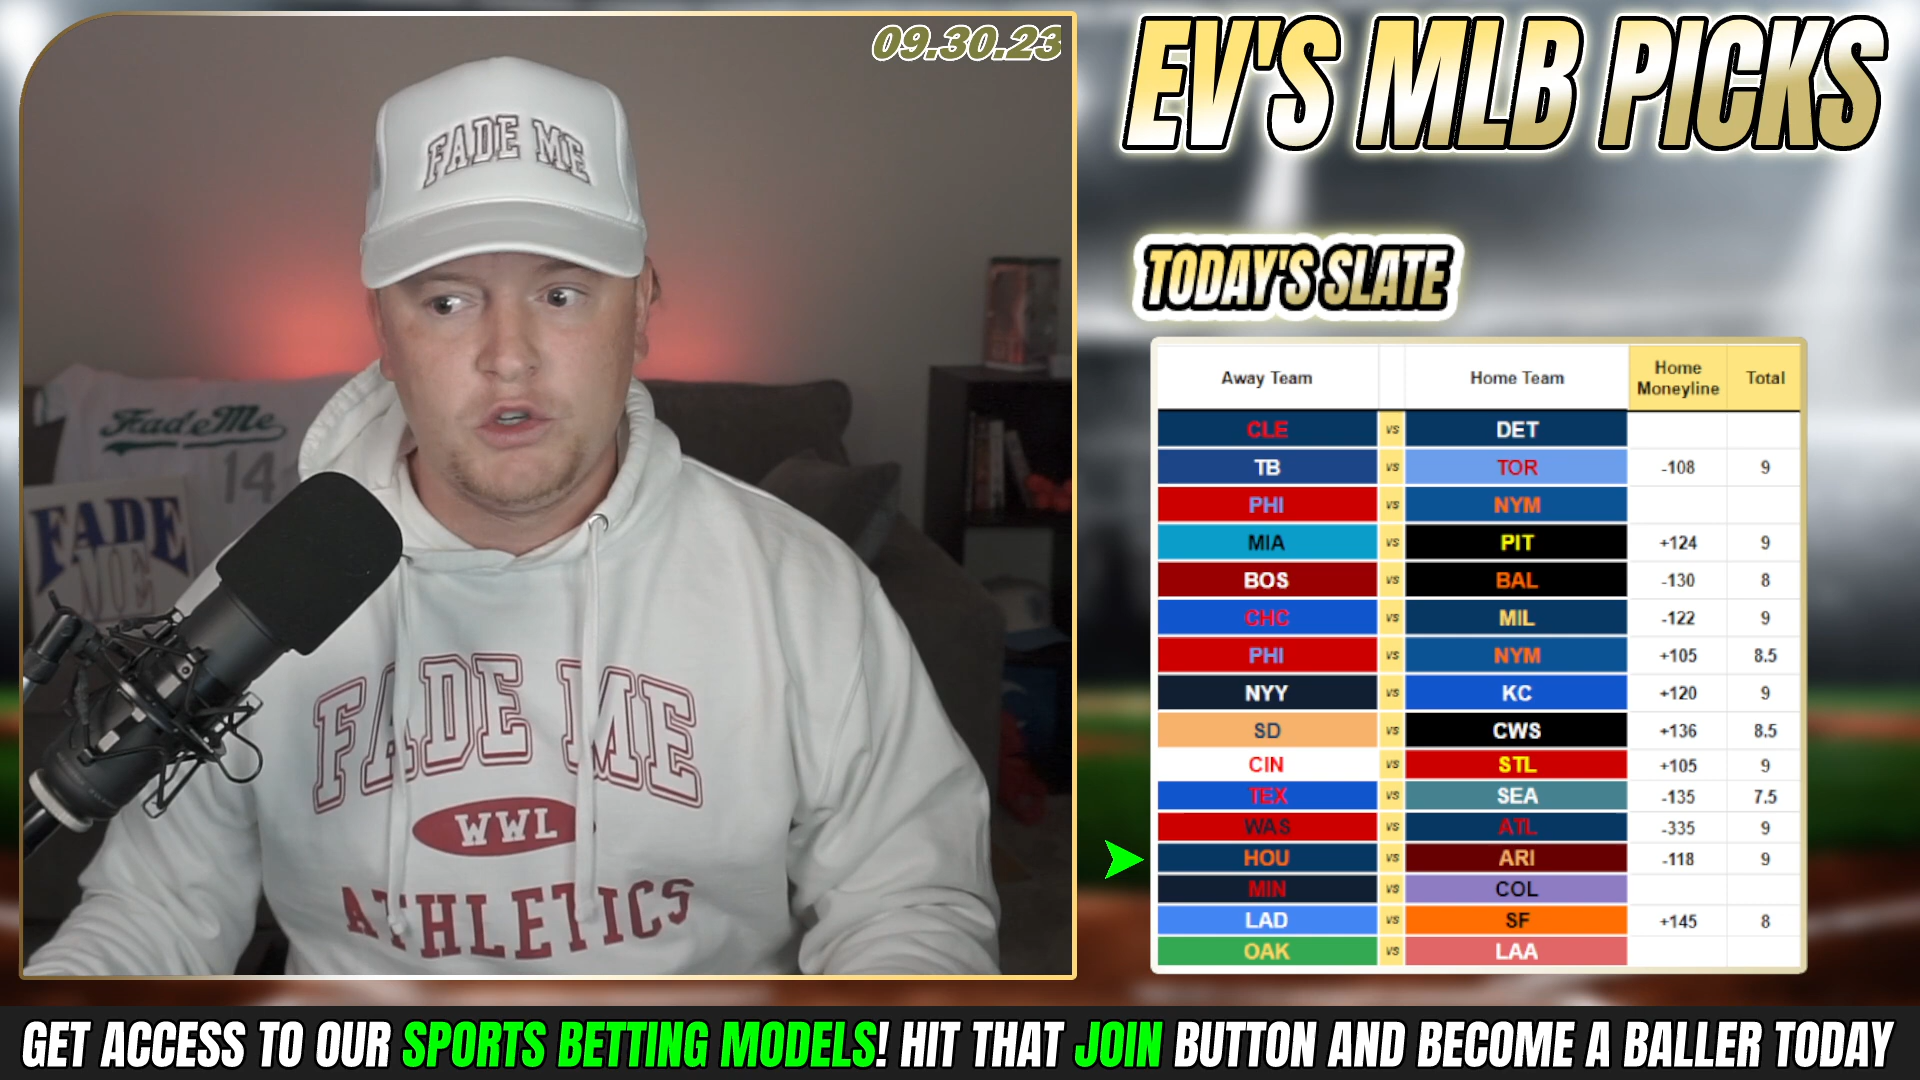 09.30.23
EV'S MLB PICKS
FADE ME
TODAY'S SLATE
Away Team Home Team Home Moneyline Total
CLE vs DET
TB vs TOR -108 9
PHI vs NYM
MIA vs PIT +124 9
BOS vs BAL -130 8
CHC vs MIL -122 9
PHI vs NYM +105 8.5
NYY vs KC +120 9
SD vs CWS +136 8.5
CIN vs STL +105 9
TEX vs SEA -135 7.5
WAS vs ATL -335 9
HOU vs ARI -118 9
MIN vs COL
LAD vs SF +145 8
OAK vs LAA
Fade Me
14
FADE
ME
FADE ME
WWL
ATHLETICS
GET ACCESS TO OUR SPORTS BETTING MODELS! HIT THAT JOIN BUTTON AND BECOME A BALLER TODAY